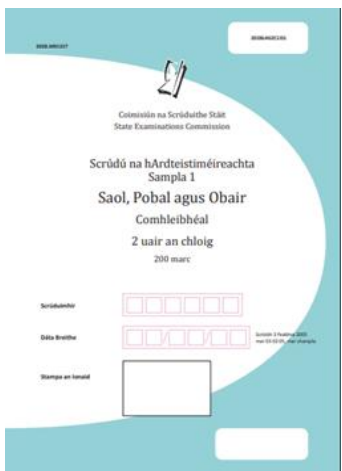 Coimisiún na Scrúduithe Stáit
State Examinations Commission
Scrúdú na hArdteistiméireachta
Sampla 1
Saol, Pobal agus Obair
Comhleibhéal
2 uair an chloig
200 marc
Scrúduimhir
Dáta Breithe
Stampa an Ionaid